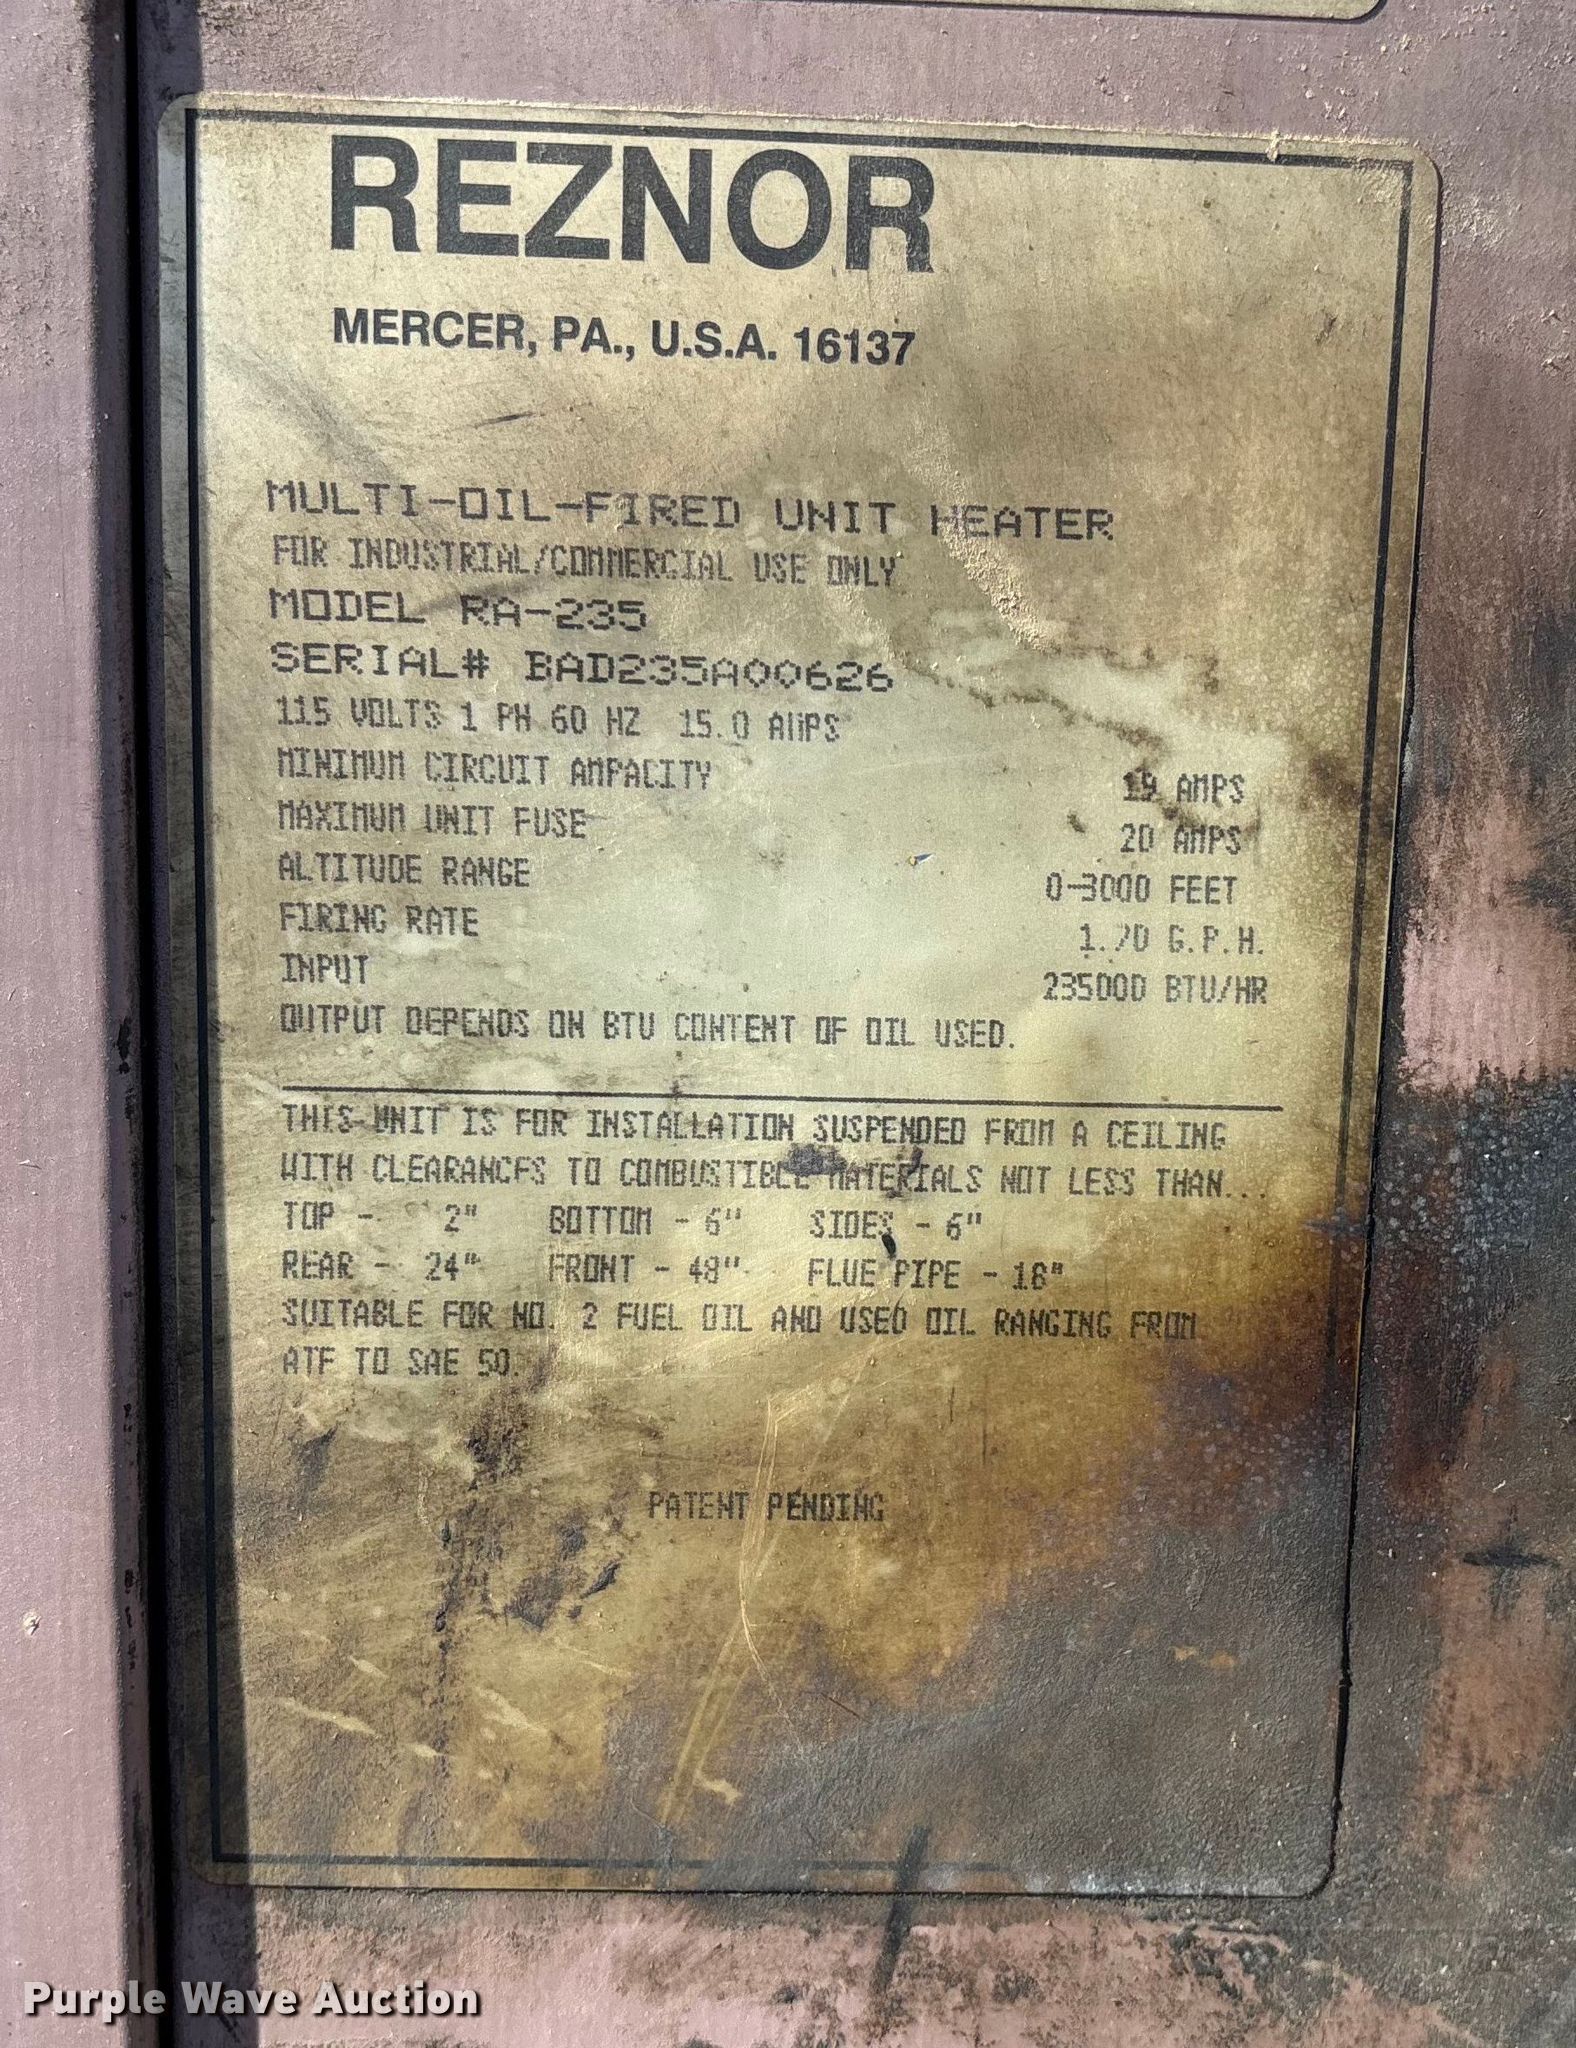 REZNOR
MERCER, PA., U.S.A. 16137
MULTI-OIL-FIRED UNIT HEATER
FOR INDUSTRIAL/COMMERCIAL USE ONLY
MODEL RA-235
SERIAL# BAD235A00626
115 VOLTS 1 PH 60 HZ 15.0 AMPS
MINIMUM CIRCUIT AMPACITY 19 AMPS
MAXIMUM UNIT FUSE 20 AMPS
ALTITUDE RANGE 0-3000 FEET
FIRING RATE 1.70 G.P.H.
INPUT 235000 BTU/HR
OUTPUT DEPENDS ON BTU CONTENT OF OIL USED.
THIS UNIT IS FOR INSTALLATION SUSPENDED FROM A CEILING
WITH CLEARANCES TO COMBUSTIBLE MATERIALS NOT LESS THAN...
TOP - 2" BOTTOM - 6" SIDES - 6"
REAR - 24" FRONT - 48" FLUE PIPE - 18"
SUITABLE FOR NO. 2 FUEL OIL AND USED OIL RANGING FROM
ATF TO SAE 50.
PATENT PENDING
Purple Wave Auction